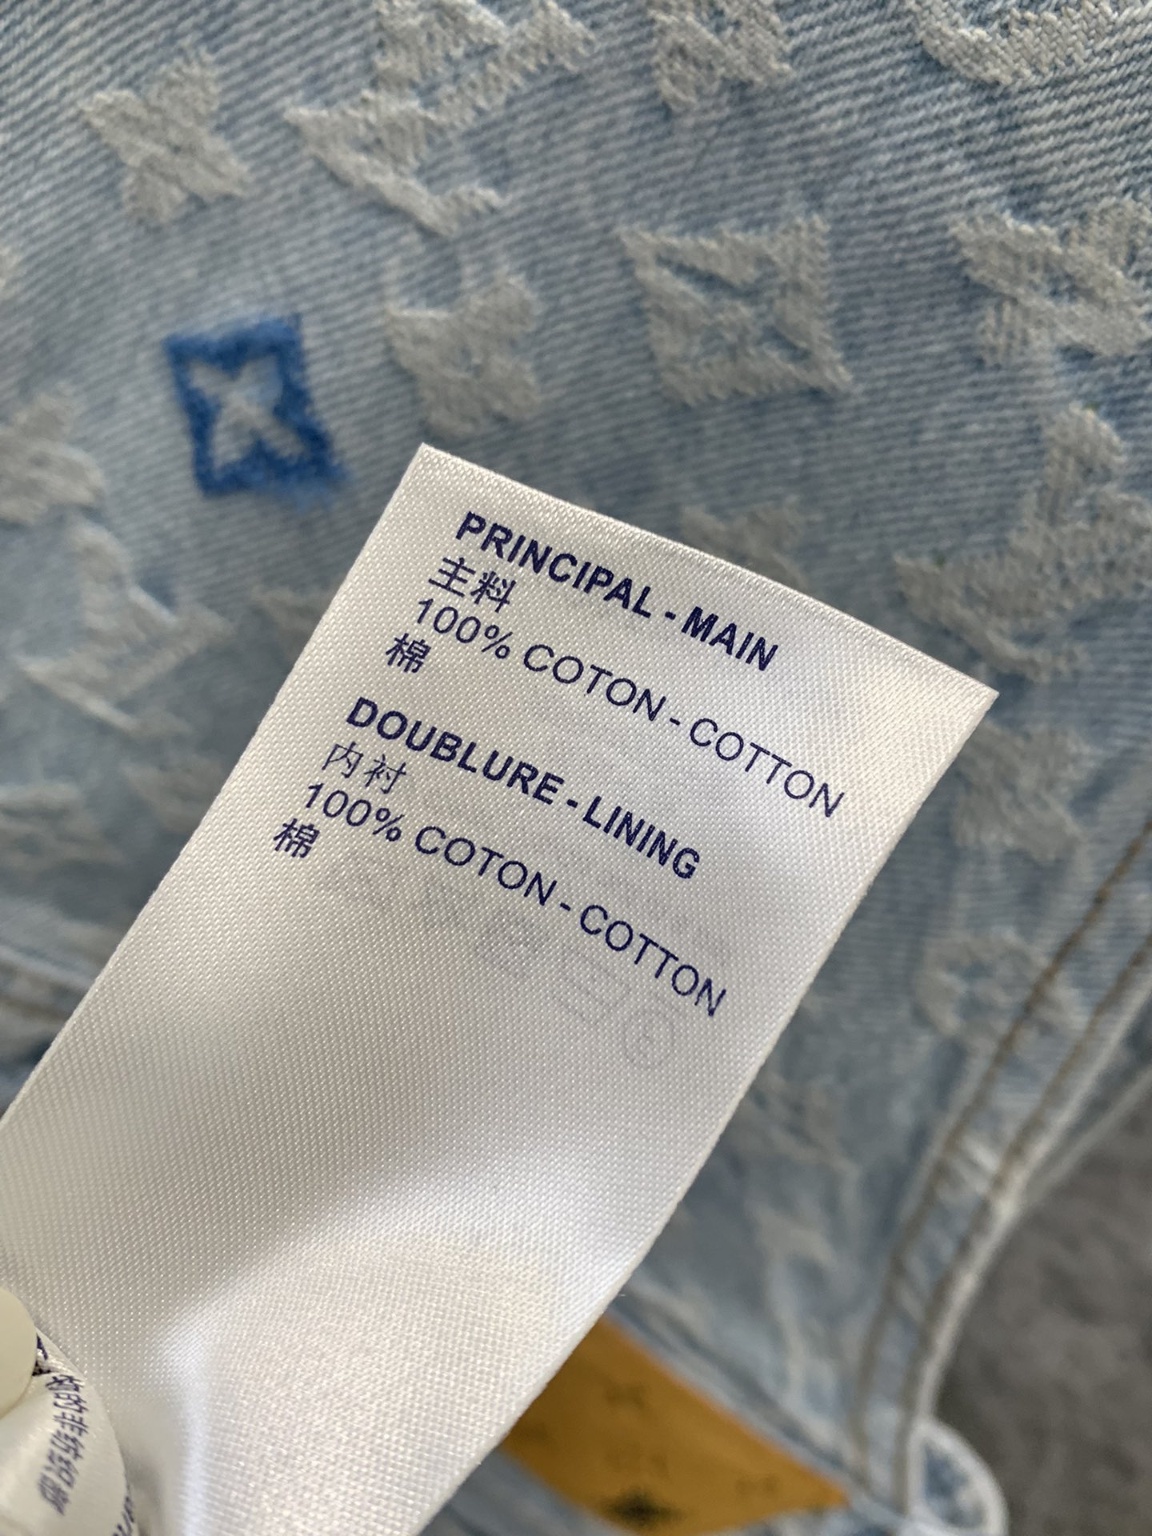 PRINCIPAL - MAIN
主料
100% COTON - COTTON
棉
DOUBLURE - LINING
内衬
100% COTON - COTTON
棉